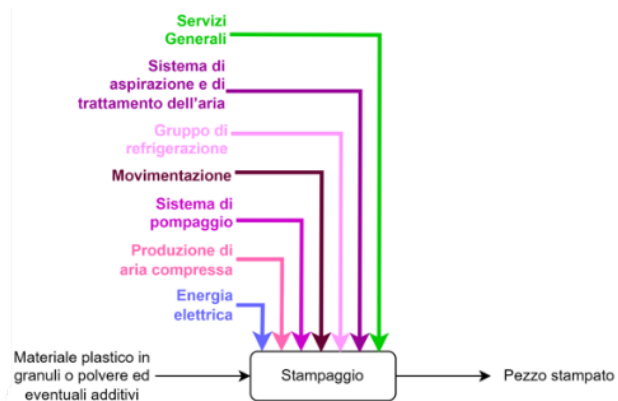 Servizi
Generali
Sistema di
aspirazione e di
trattamento dell'aria
Gruppo di
refrigerazione
Movimentazione
Sistema di
pompaggio
Produzione di
aria compressa
Energia
elettrica
Materiale plastico in
granuli o polvere ed
eventuali additivi
Stampaggio
Pezzo stampato